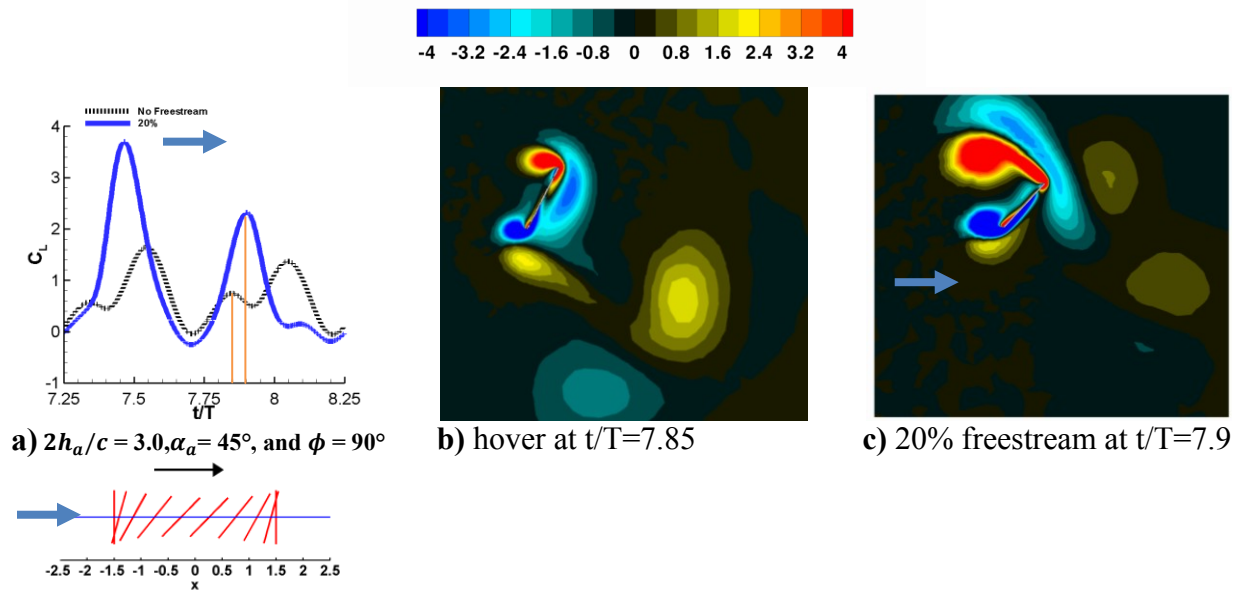 -4 -3.2 -2.4 -1.6 -0.8 0 0.8 1.6 2.4 3.2 4
No Freestream
20%
4
3
2
1
0
-1
C_L
7.25 7.5 7.75 8 8.25
t/T
a) 2h_a/c = 3.0,α_a= 45°, and ϕ = 90°
b) hover at t/T=7.85
c) 20% freestream at t/T=7.9
-2.5 -2 -1.5 -1 -0.5 0 0.5 1 1.5 2 2.5
x